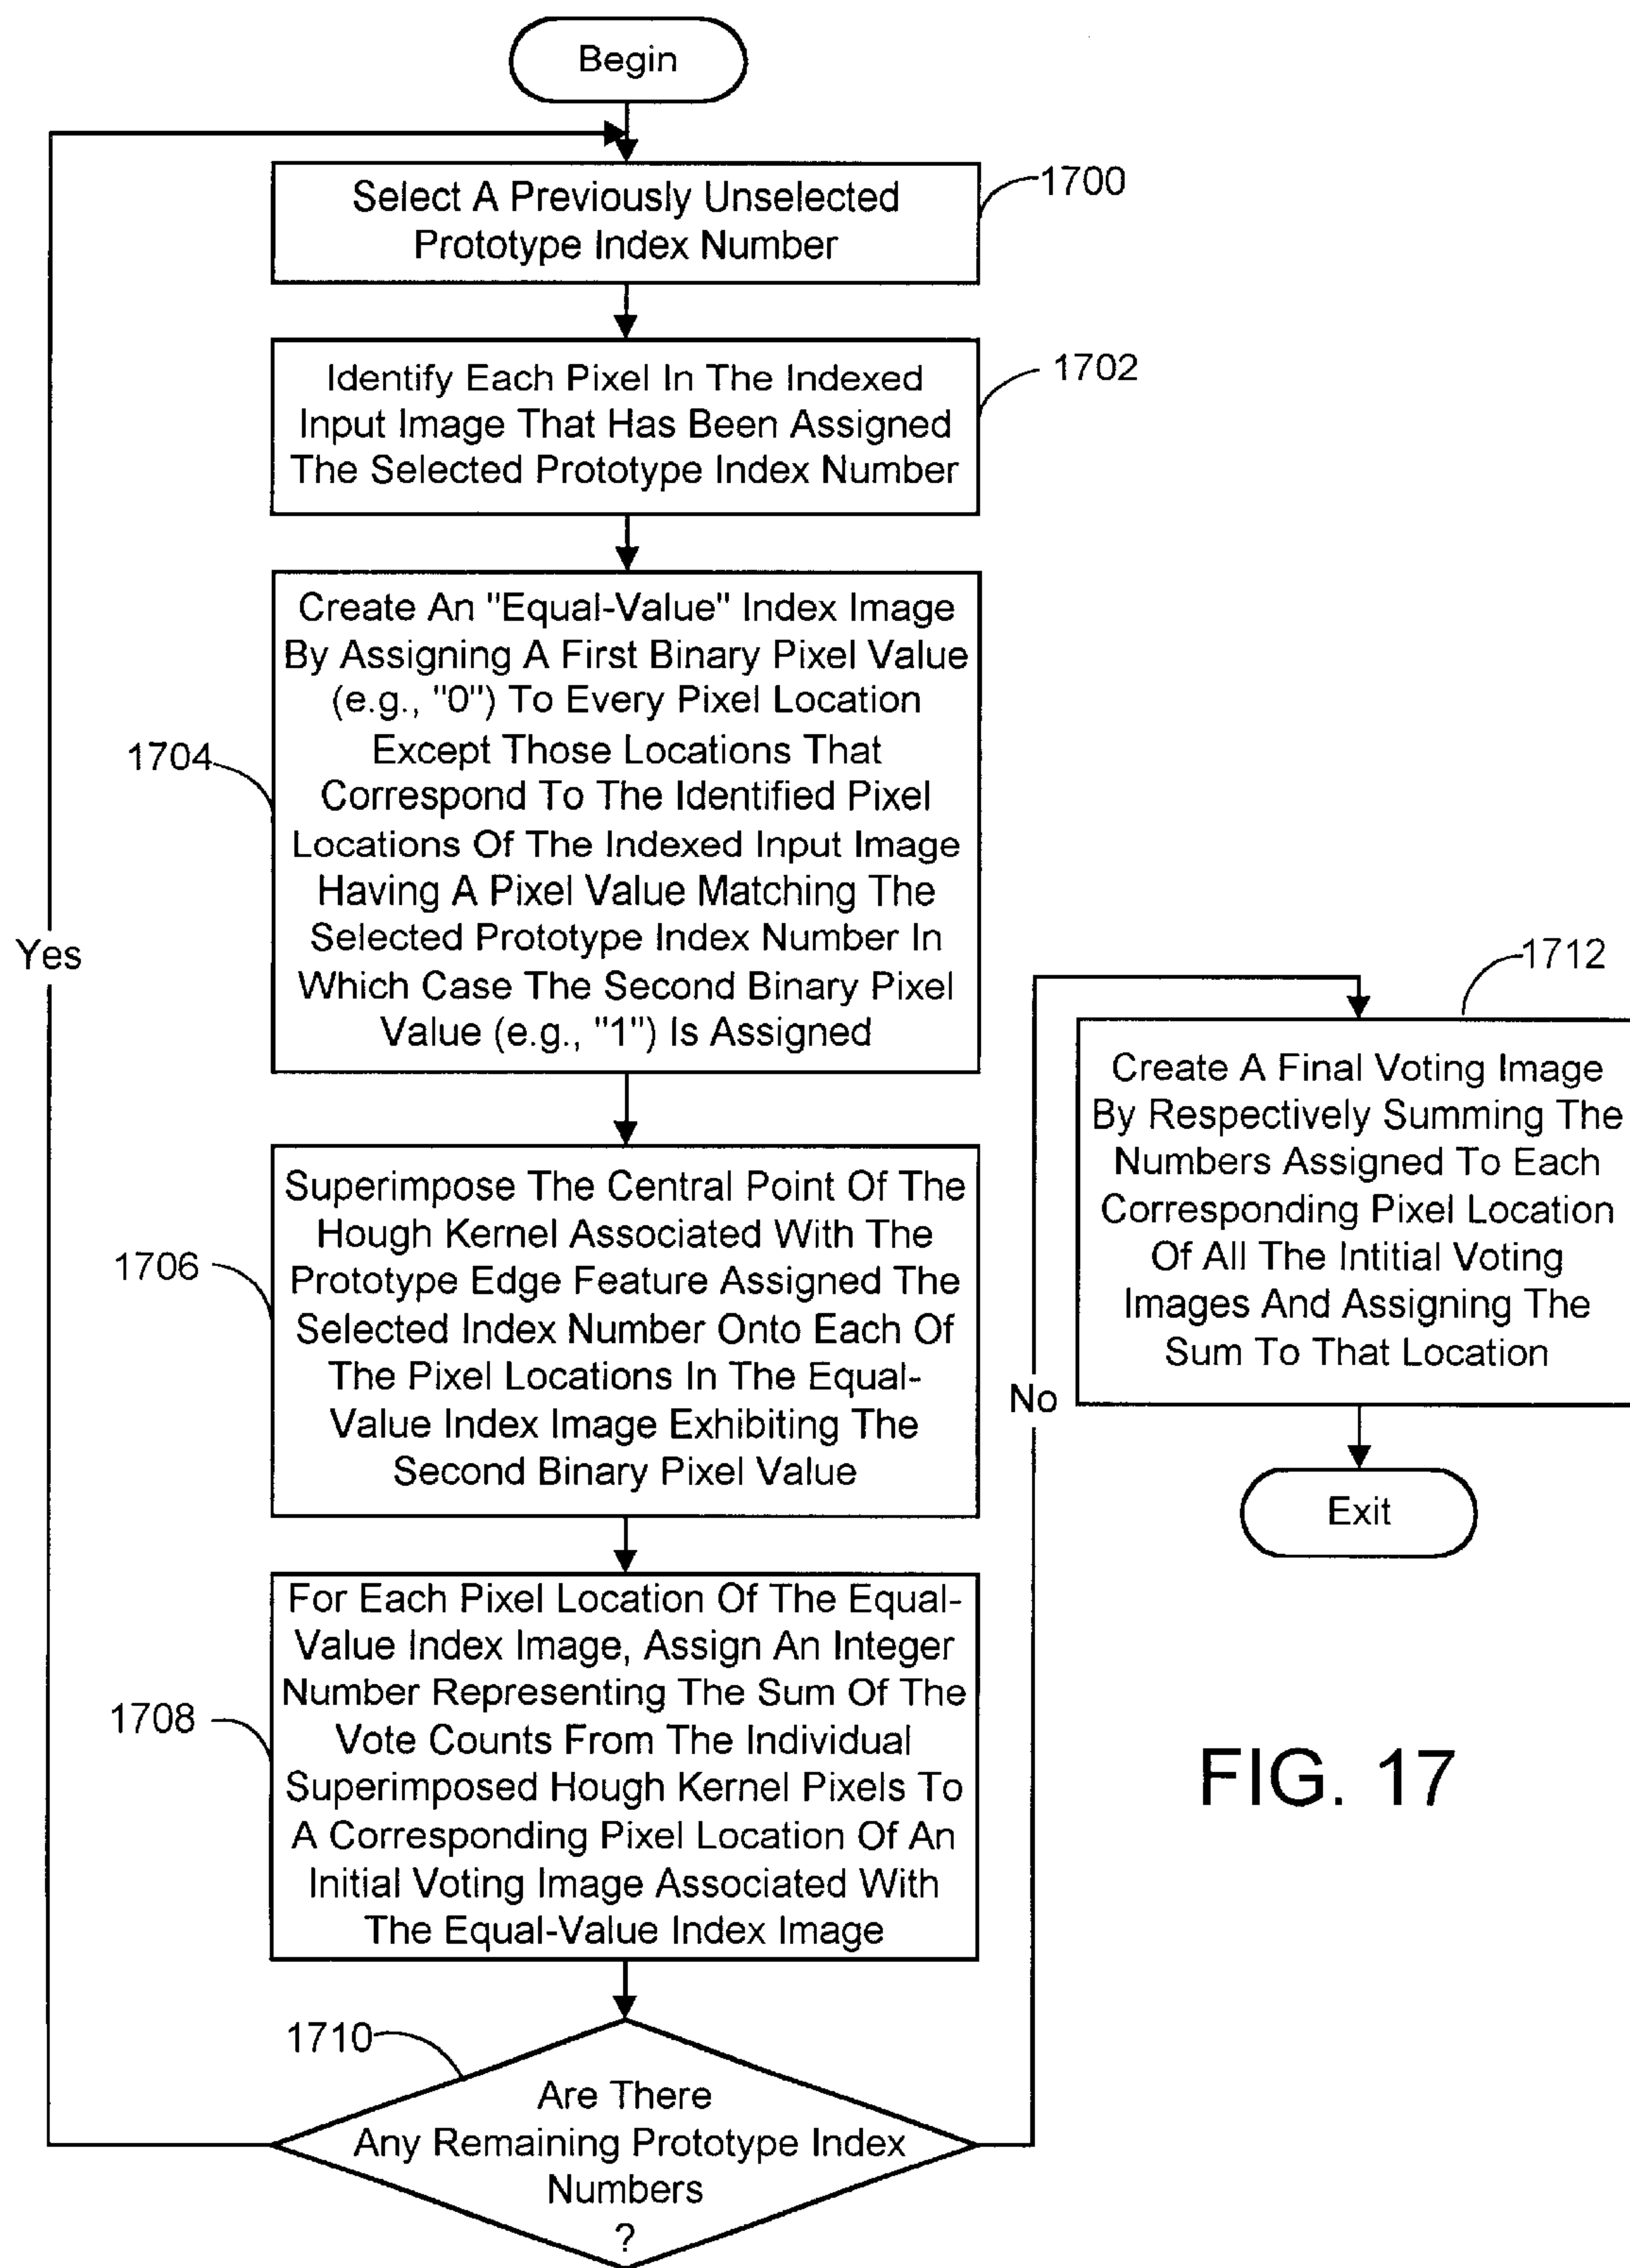 Begin
Select A Previously Unselected
Prototype Index Number
1700
Identify Each Pixel In The Indexed
Input Image That Has Been Assigned
The Selected Prototype Index Number
1702
Create An "Equal-Value" Index Image
By Assigning A First Binary Pixel Value
(e.g., "0") To Every Pixel Location
Except Those Locations That
Correspond To The Identified Pixel
Locations Of The Indexed Input Image
Having A Pixel Value Matching The
Selected Prototype Index Number In
Which Case The Second Binary Pixel
Value (e.g., "1") Is Assigned
1704
Yes
Superimpose The Central Point Of The
Hough Kernel Associated With The
Prototype Edge Feature Assigned The
Selected Index Number Onto Each Of
The Pixel Locations In The Equal-
Value Index Image Exhibiting The
Second Binary Pixel Value
1706
For Each Pixel Location Of The Equal-
Value Index Image, Assign An Integer
Number Representing The Sum Of The
Vote Counts From The Individual
Superimposed Hough Kernel Pixels To
A Corresponding Pixel Location Of An
Initial Voting Image Associated With
The Equal-Value Index Image
1708
1710
Are There
Any Remaining Prototype Index
Numbers
?
No
1712
Create A Final Voting Image
By Respectively Summing The
Numbers Assigned To Each
Corresponding Pixel Location
Of All The Intitial Voting
Images And Assigning The
Sum To That Location
Exit
FIG. 17